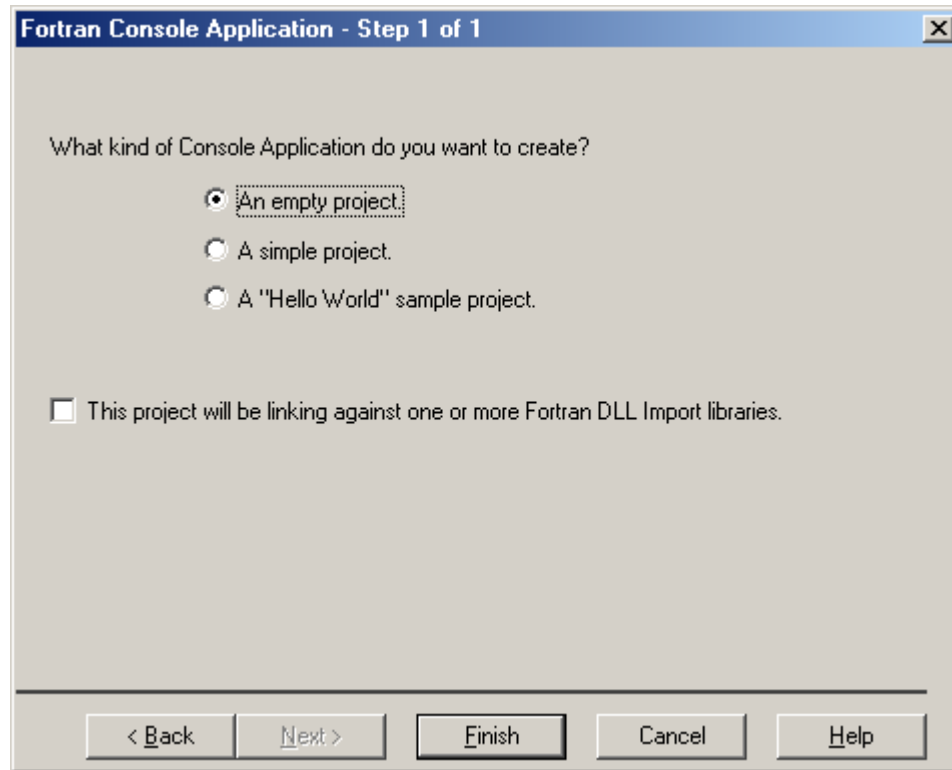 Fortran Console Application - Step 1 of 1
What kind of Console Application do you want to create?
An empty project.
A simple project.
A "Hello World" sample project.
This project will be linking against one or more Fortran DLL Import libraries.
< Back Next > Finish Cancel Help